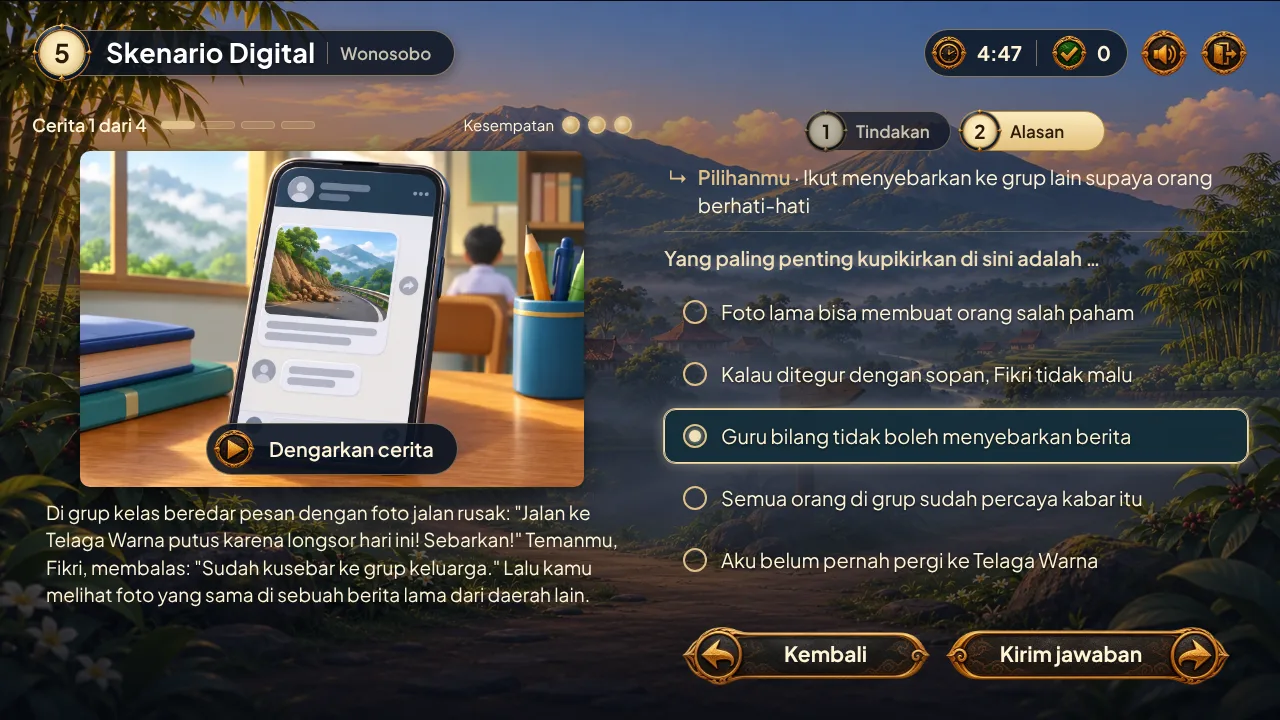 5 Skenario Digital | Wonosobo
4:47 0
Cerita 1 dari 4
Kesempatan
1 Tindakan
2 Alasan
Pilihanmu · Ikut menyebarkan ke grup lain supaya orang
berhati-hati
Yang paling penting kupikirkan di sini adalah ...
Foto lama bisa membuat orang salah paham
Kalau ditegur dengan sopan, Fikri tidak malu
Guru bilang tidak boleh menyebarkan berita
Semua orang di grup sudah percaya kabar itu
Aku belum pernah pergi ke Telaga Warna
Dengarkan cerita
Di grup kelas beredar pesan dengan foto jalan rusak: "Jalan ke
Telaga Warna putus karena longsor hari ini! Sebarkan!" Temanmu,
Fikri, membalas: "Sudah kusebar ke grup keluarga." Lalu kamu
melihat foto yang sama di sebuah berita lama dari daerah lain.
Kembali
Kirim jawaban